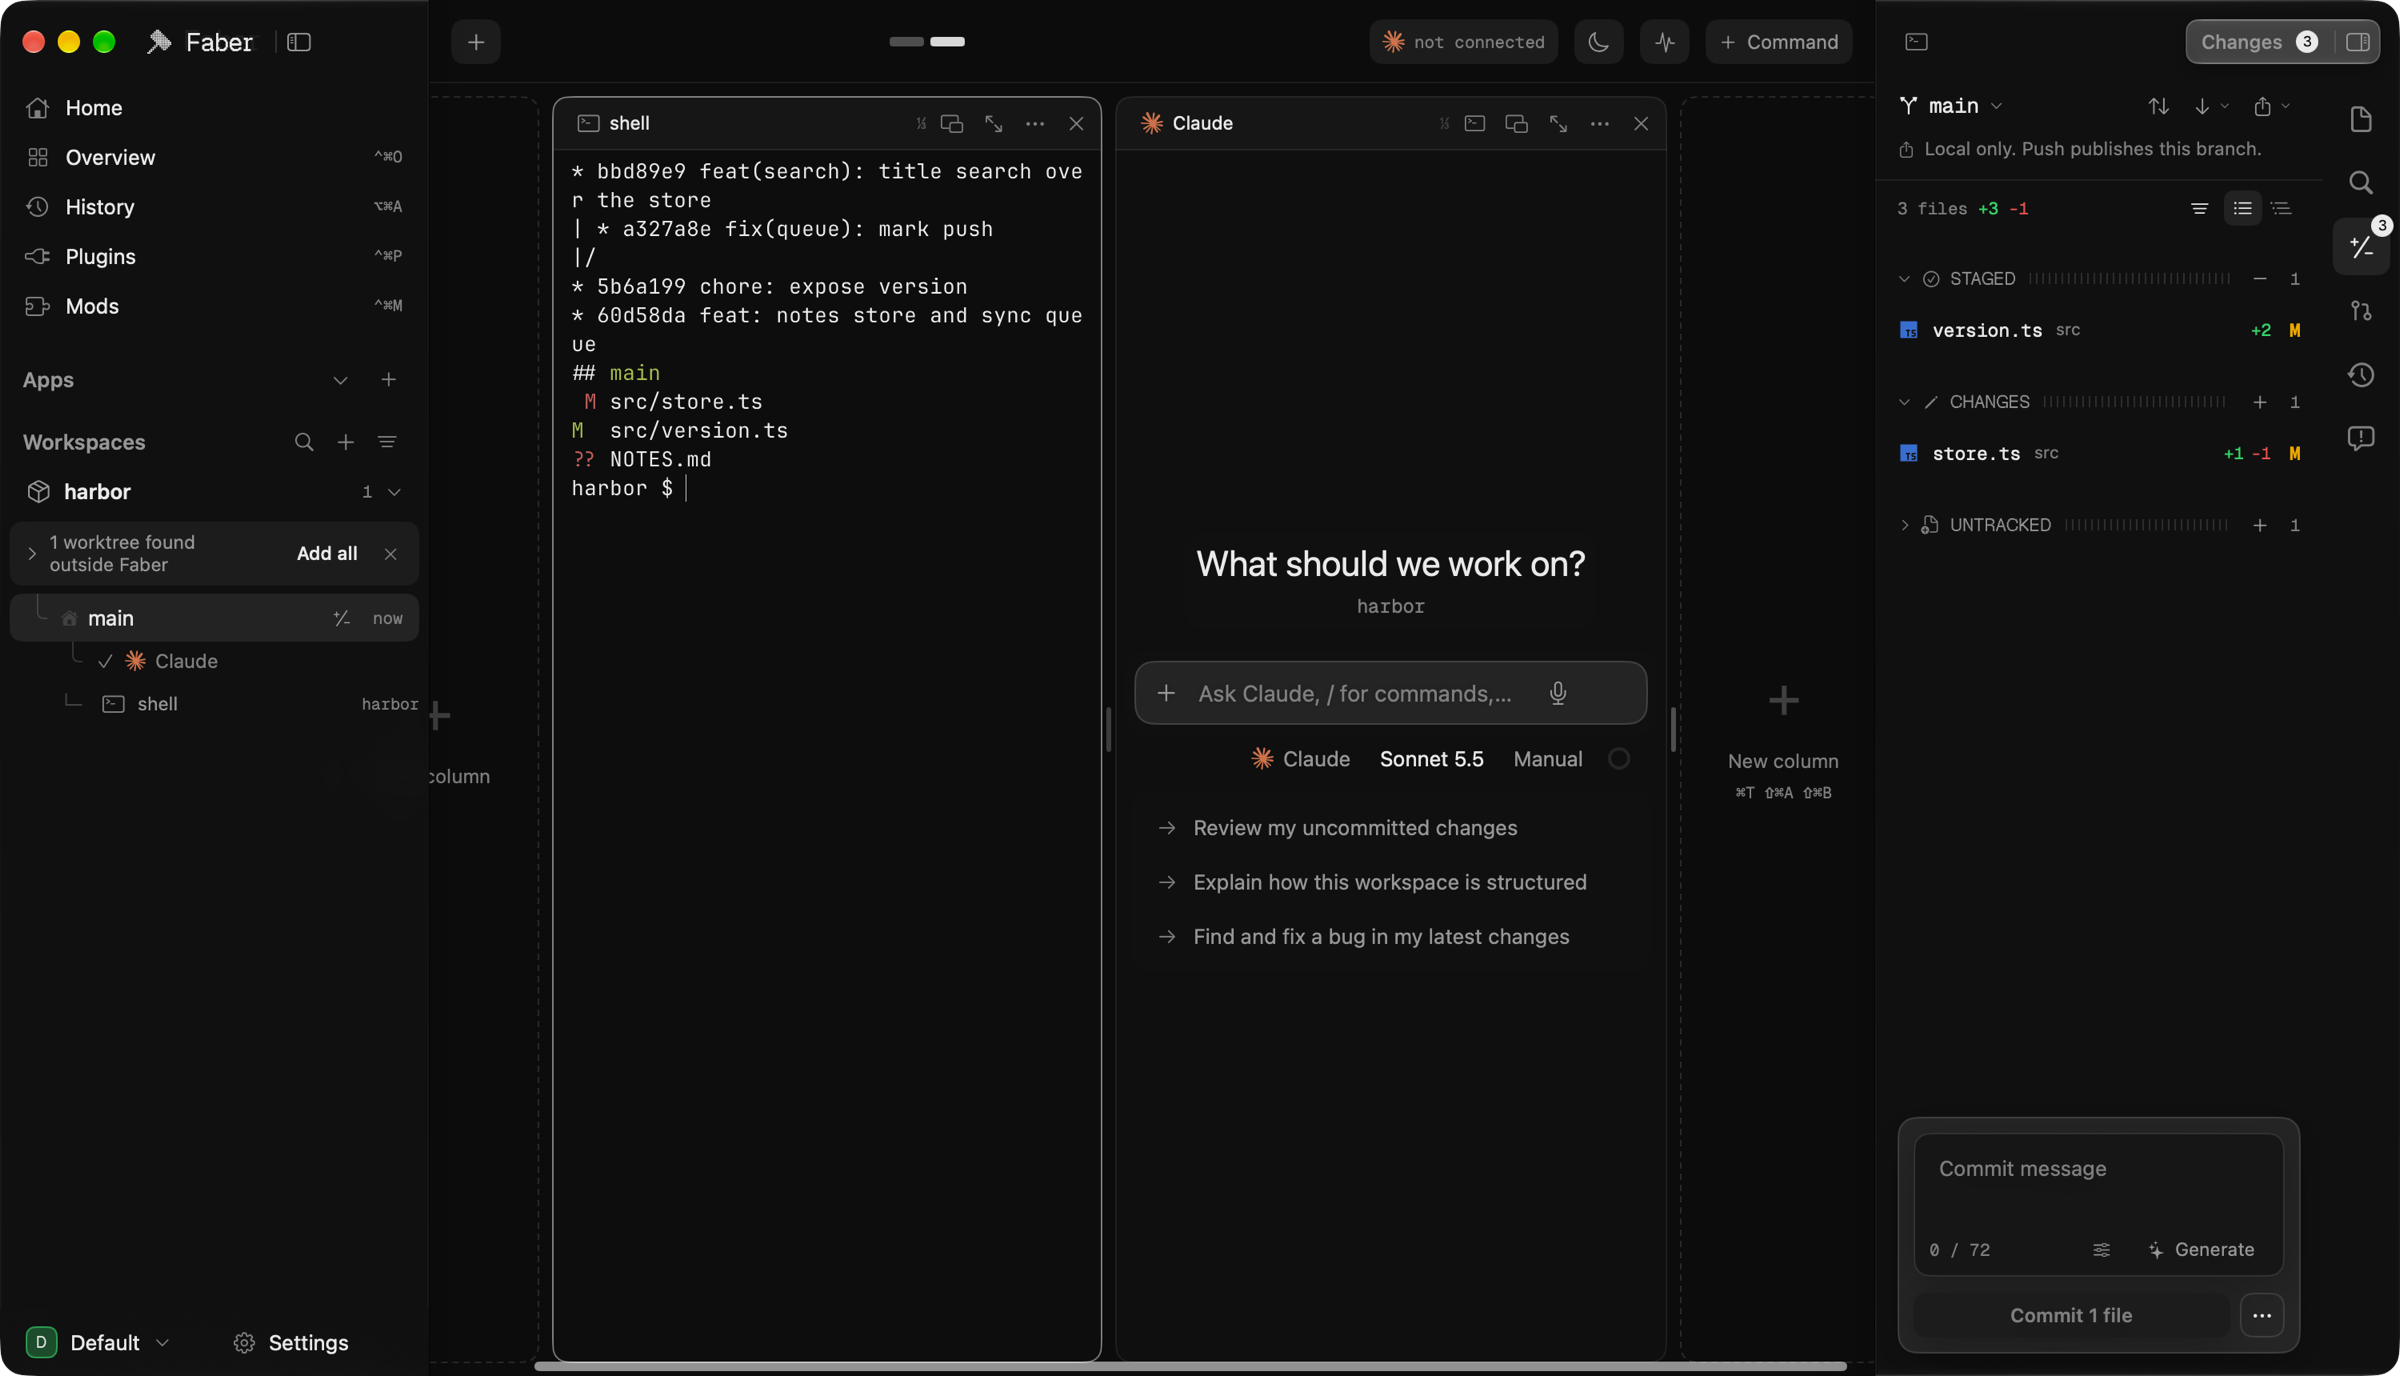 Faber
Home
Overview ^⌘O
History ⌥⌘A
Plugins ^⌘P
Mods ^⌘M
Apps
Workspaces
harbor 1
1 worktree found
outside Faber
Add all
main now
Claude
shell harbor
Default
Settings
D
column
shell
* bbd89e9 feat(search): title search ove
r the store
| * a327a8e fix(queue): mark push
|/
* 5b6a199 chore: expose version
* 60d58da feat: notes store and sync que
ue
## main
 M src/store.ts
M  src/version.ts
?? NOTES.md
harbor $
not connected
Command
Claude
What should we work on?
harbor
Ask Claude, / for commands,...
Claude Sonnet 5.5 Manual
Review my uncommitted changes
Explain how this workspace is structured
Find and fix a bug in my latest changes
New column
⌘T ⇧⌘A ⇧⌘B
Changes 3
main
Local only. Push publishes this branch.
3 files +3 -1
3
STAGED 1
TS version.ts src +2 M
CHANGES 1
TS store.ts src +1 -1 M
UNTRACKED 1
Commit message
0 / 72
Generate
Commit 1 file